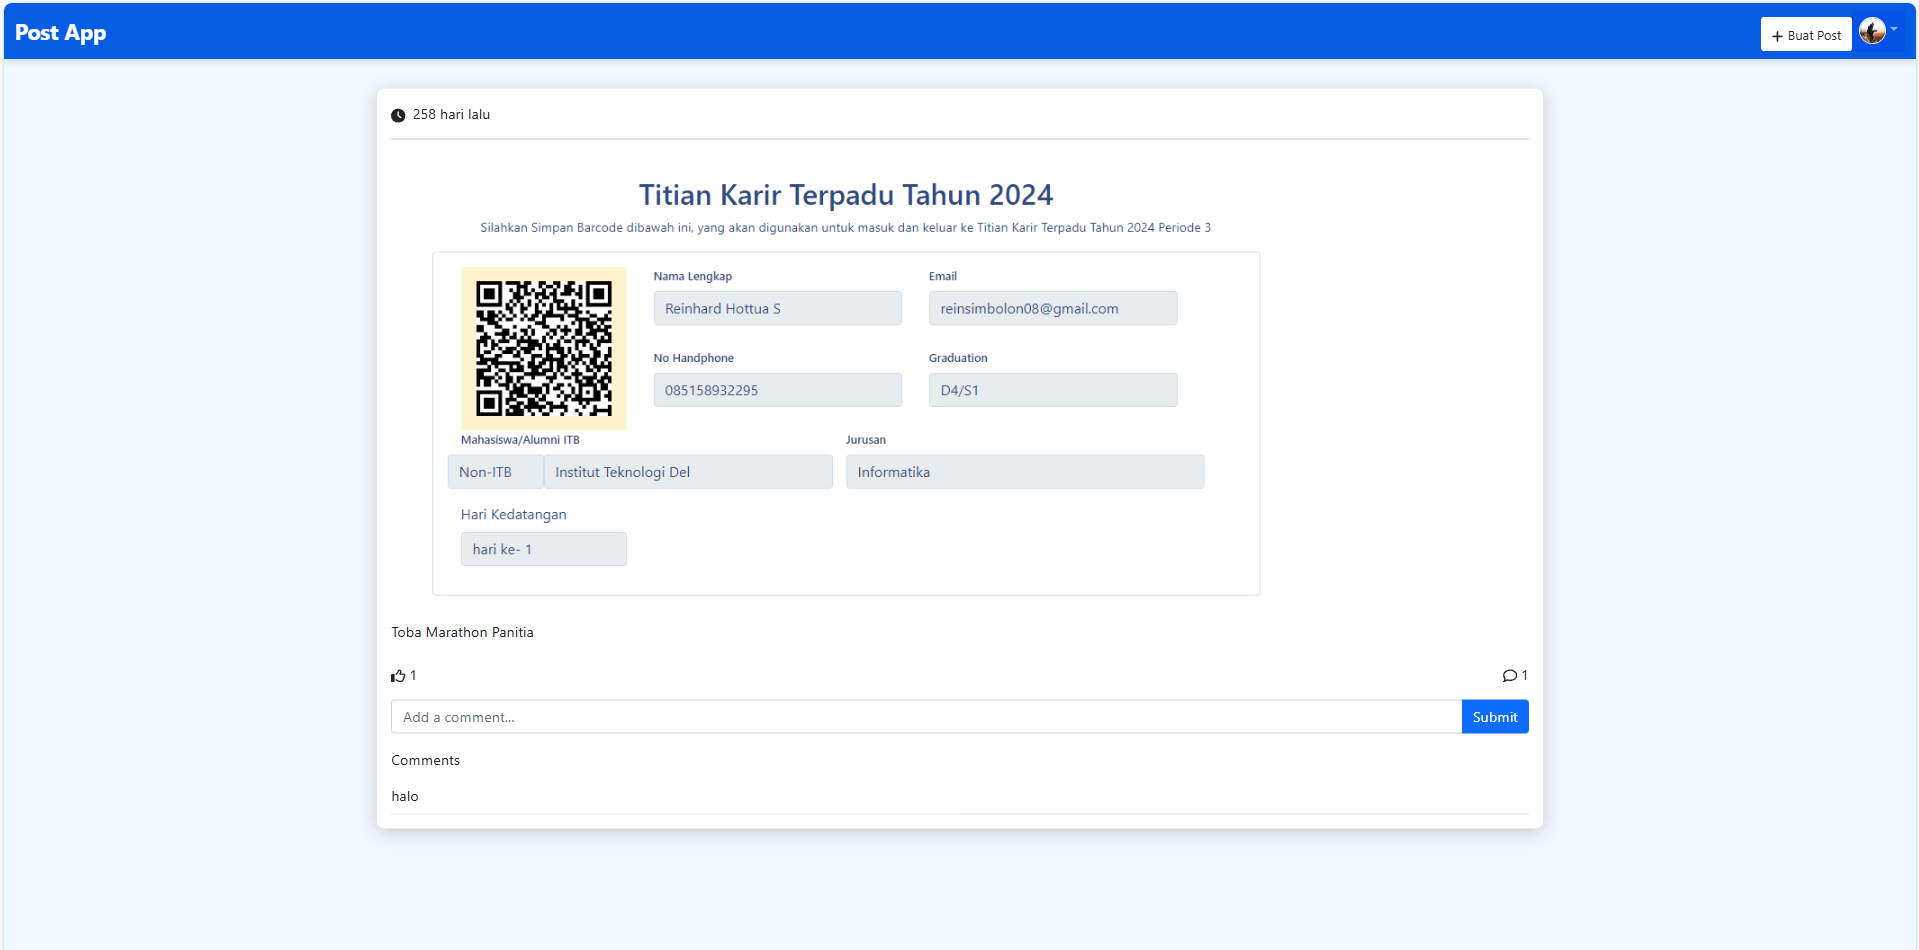 Post App
Buat Post
258 hari lalu
Titian Karir Terpadu Tahun 2024
Silahkan Simpan Barcode dibawah ini, yang akan digunakan untuk masuk dan keluar ke Titian Karir Terpadu Tahun 2024 Periode 3
Nama Lengkap
Email
Reinhard Hottua S
reinsimbolon08@gmail.com
No Handphone
Graduation
085158932295
D4/S1
Mahasiswa/Alumni ITB
Jurusan
Non-ITB
Institut Teknologi Del
Informatika
Hari Kedatangan
hari ke- 1
Toba Marathon Panitia
1
1
Add a comment...
Submit
Comments
halo